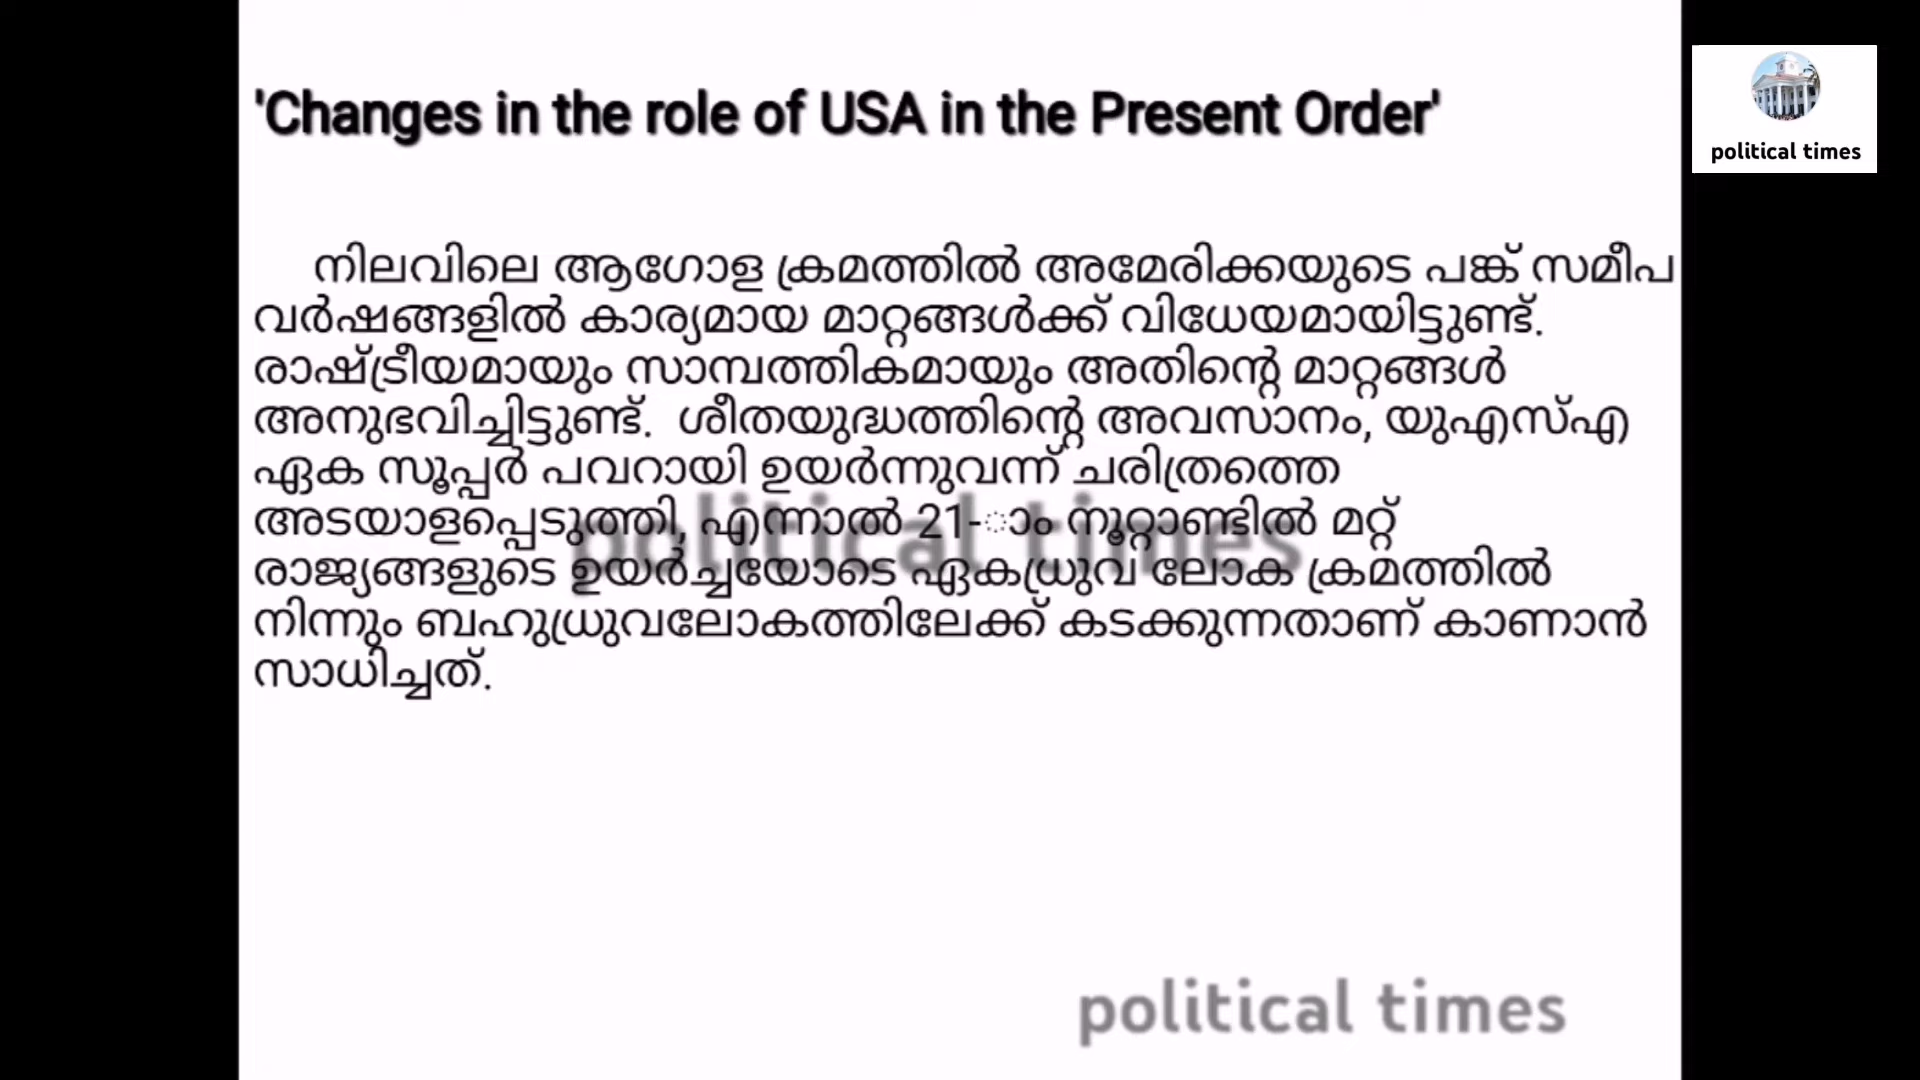 'Changes in the role of USA in the Present Order'
political times
നിലവിലെ ആഗോള ക്രമത്തിൽ അമേരിക്കയുടെ പങ്ക് സമീപ
വർഷങ്ങളിൽ കാര്യമായ മാറ്റങ്ങൾക്ക് വിധേയമായിട്ടുണ്ട്.
രാഷ്ട്രീയമായും സാമ്പത്തികമായും അതിന്റെ മാറ്റങ്ങൾ
അനുഭവിച്ചിട്ടുണ്ട്. ശീതയുദ്ധത്തിന്റെ അവസാനം, യുഎസ്എ
ഏക സൂപ്പർ പവറായി ഉയർന്നുവന്ന് ചരിത്രത്തെ
അടയാളപ്പെടുത്തി, എന്നാൽ 21-ാം നൂറ്റാണ്ടിൽ മറ്റ്
രാജ്യങ്ങളുടെ ഉയർച്ചയോടെ ഏകധ്രുവ ലോക ക്രമത്തിൽ
നിന്നും ബഹുധ്രുവലോകത്തിലേക്ക് കടക്കുന്നതാണ് കാണാൻ
സാധിച്ചത്.
political times
political times